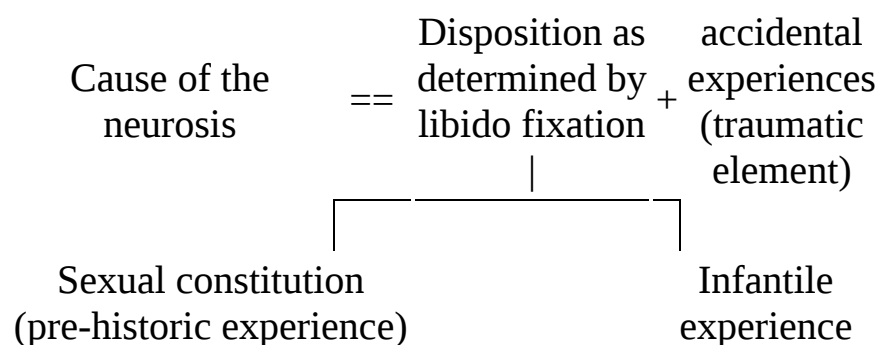 Cause of the neurosis == Disposition as determined by libido fixation + accidental experiences (traumatic element)
|
Sexual constitution (pre-historic experience)
Infantile experience